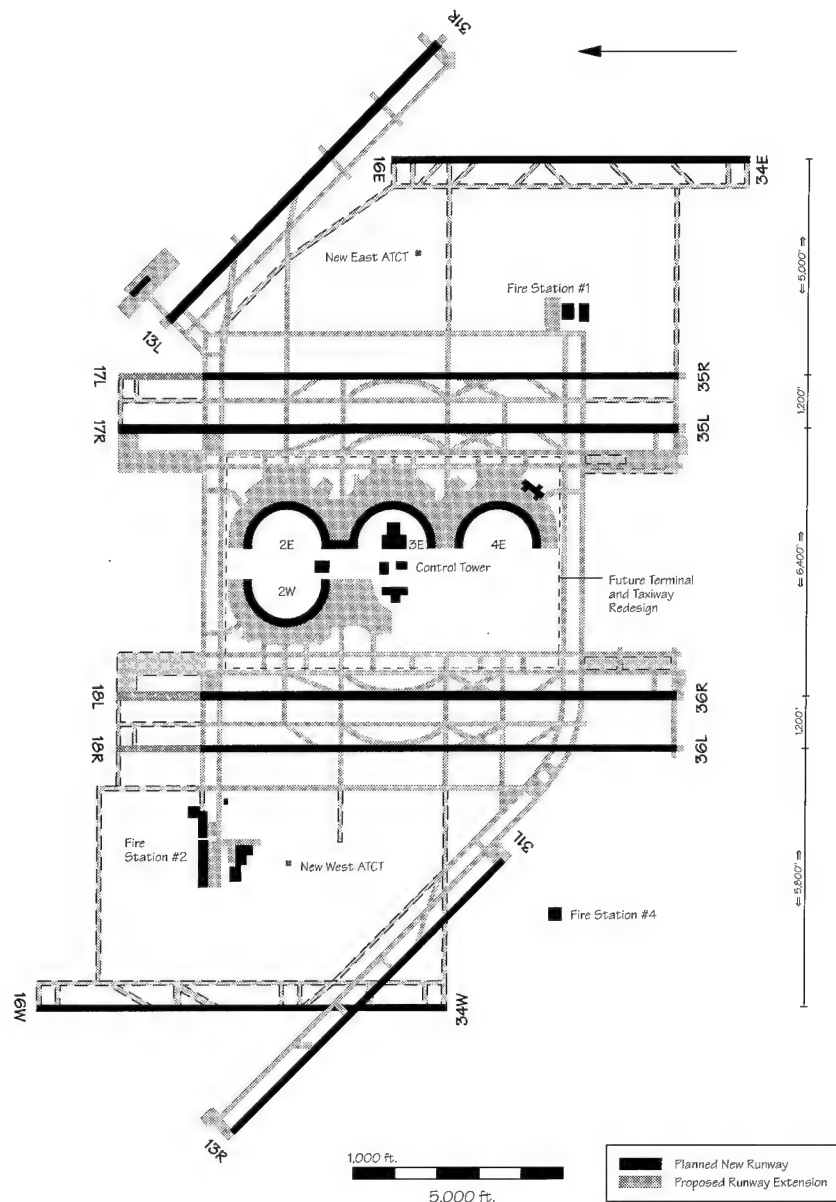 31R
16E
34E
⇐ 5,000" ⇒
New East ATCT
Fire Station #1
13L
17L
35R
1,200"
17R
35L
2E
3E
4E
Control Tower
⇐ 6,400" ⇒
2W
Future Terminal
and Taxiway
Redesign
18L
36R
1,200"
18R
36L
31L
Fire
Station #2
New West ATCT
⇐ 5,800" ⇒
Fire Station #4
16W
34W
13R
1,000 ft.
5,000 ft.
Planned New Runway
Proposed Runway Extension